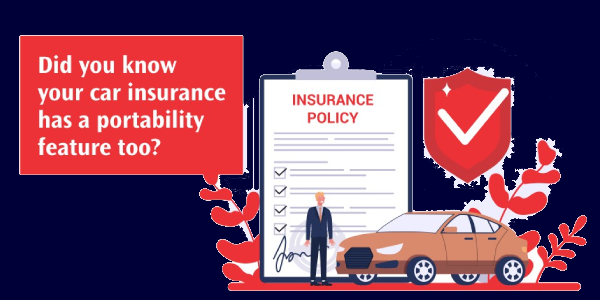 Did you know
your car insurance
has a portability
feature too?
INSURANCE
POLICY